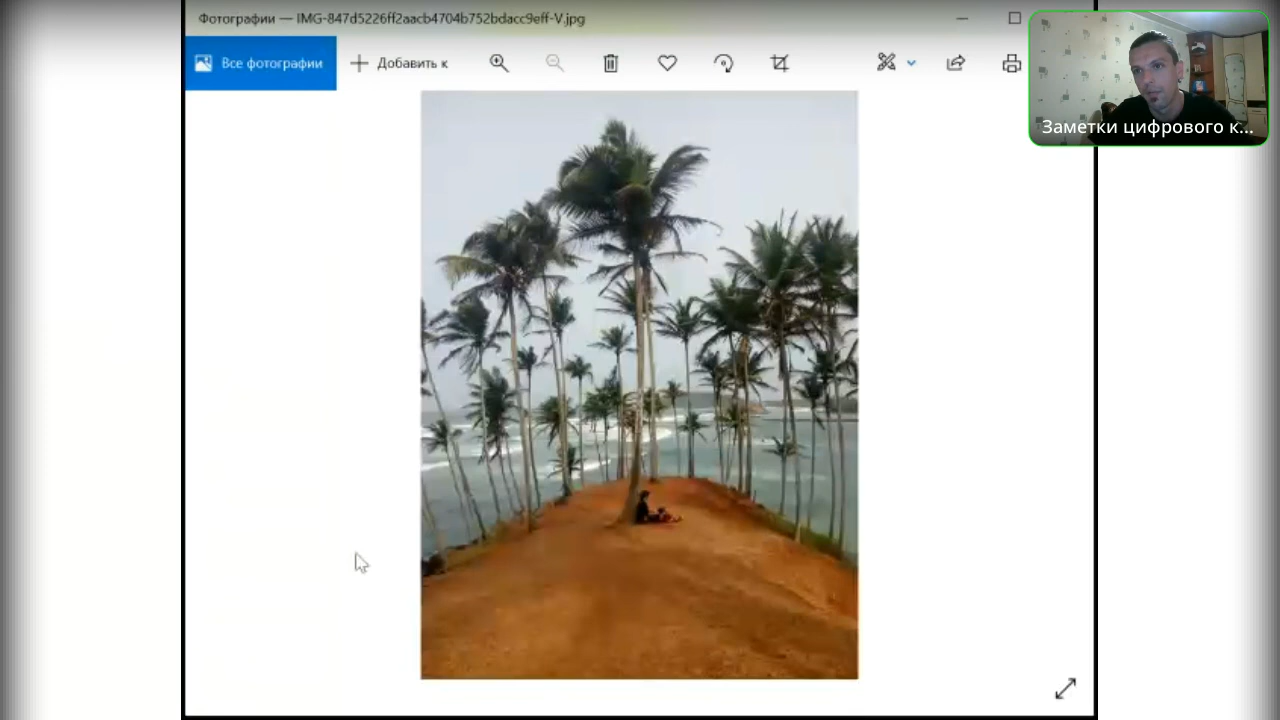 Фотографии — IMG-847d5226ff2aacb4704b752bdacc9eff-V.jpg
Все фотографии
Добавить к
Заметки цифрового к...